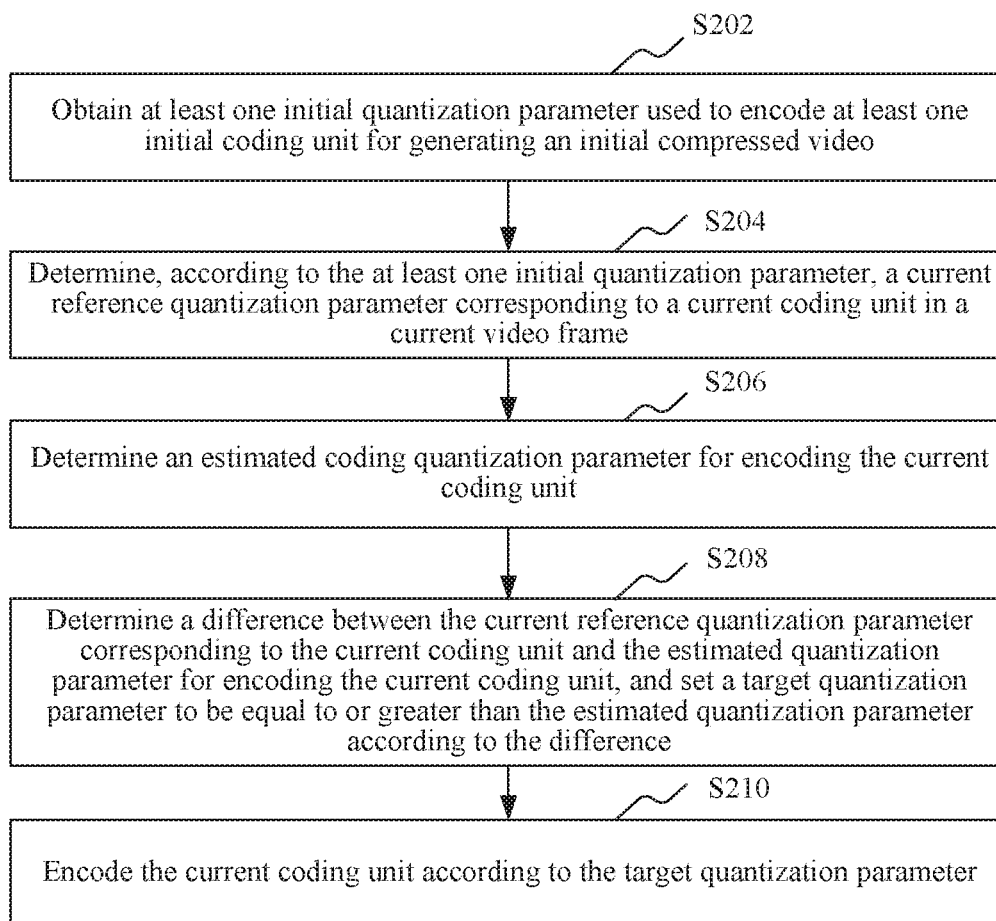 S202
Obtain at least one initial quantization parameter used to encode at least one
initial coding unit for generating an initial compressed video
S204
Determine, according to the at least one initial quantization parameter, a current
reference quantization parameter corresponding to a current coding unit in a
current video frame
S206
Determine an estimated coding quantization parameter for encoding the current
coding unit
S208
Determine a difference between the current reference quantization parameter
corresponding to the current coding unit and the estimated quantization
parameter for encoding the current coding unit, and set a target quantization
parameter to be equal to or greater than the estimated quantization parameter
according to the difference
S210
Encode the current coding unit according to the target quantization parameter